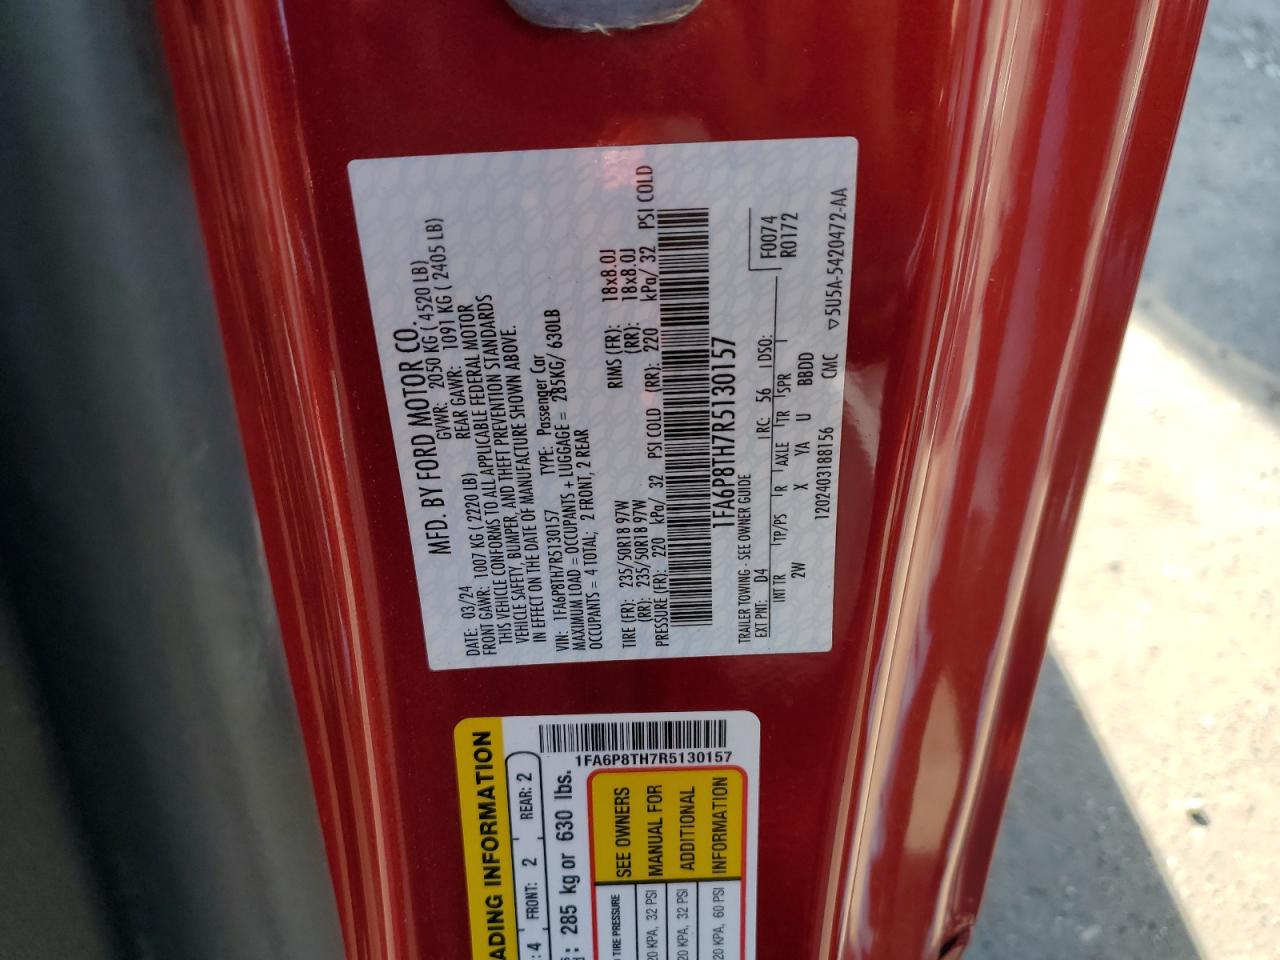 MFD. BY FORD MOTOR CO.
DATE: 03/24 GVWR: 2050 KG ( 4520 LB)
FRONT GAWR: 1007 KG ( 2220 LB) REAR GAWR: 1091 KG ( 2405 LB)
THIS VEHICLE CONFORMS TO ALL APPLICABLE FEDERAL MOTOR
VEHICLE SAFETY, BUMPER, AND THEFT PREVENTION STANDARDS
IN EFFECT ON THE DATE OF MANUFACTURE SHOWN ABOVE.
VIN: 1FA6P8TH7R5130157 TYPE: Passenger Car
MAXIMUM LOAD = OCCUPANTS + LUGGAGE = 285KG/ 630LB
OCCUPANTS = 4 TOTAL; 2 FRONT, 2 REAR
TIRE (FR): 235/50R18 97W RIMS (FR): 18x8.0J
(RR): 235/50R18 97W (RR): 18x8.0J
PRESSURE (FR): 220 kPa/ 32 PSI COLD (RR): 220 kPa/ 32 PSI COLD
1FA6P8TH7R5130157
TRAILER TOWING - SEE OWNER GUIDE F0074
EXT PNT: D4 RC: 56 DSO: R0172
INT TR TP/PS R AXLE TR SPR
2W X YA U BBDD
1202403188156 CMC ▽5U5A-5420472-AA
ADING INFORMATION
: 4 FRONT: 2 REAR: 2
1FA6P8TH7R5130157
: 285 kg or 630 lbs.
TIRE PRESSURE SEE OWNERS
20 KPA, 32 PSI MANUAL FOR
20 KPA, 32 PSI ADDITIONAL
20 KPA, 60 PSI INFORMATION